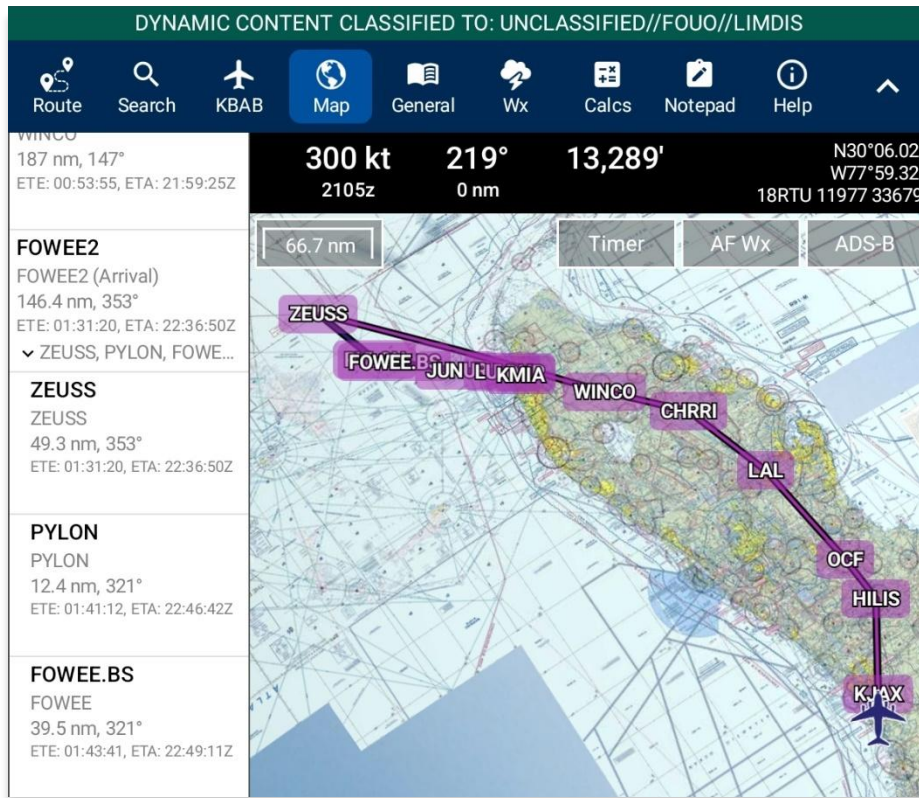 DYNAMIC CONTENT CLASSIFIED TO: UNCLASSIFIED//FOUO//LIMDIS
Route Search KBAB Map General Wx Calcs Notepad Help
WINCO
187 nm, 147°
ETE: 00:53:55, ETA: 21:59:25Z
FOWEE2
FOWEE2 (Arrival)
146.4 nm, 353°
ETE: 01:31:20, ETA: 22:36:50Z
ZEUSS, PYLON, FOWE...
ZEUSS
ZEUSS
49.3 nm, 353°
ETE: 01:31:20, ETA: 22:36:50Z
PYLON
PYLON
12.4 nm, 321°
ETE: 01:41:12, ETA: 22:46:42Z
FOWEE.BS
FOWEE
39.5 nm, 321°
ETE: 01:43:41, ETA: 22:49:11Z
300 kt 219° 13,289'
2105z 0 nm
N30°06.02
W77°59.32
18RTU 11977 33679
66.7 nm Timer AF Wx ADS-B
ZEUSS
FOWEE.BS
KMIA
WINCO
CHRRI
LAL
OCF
HILIS
KJAX